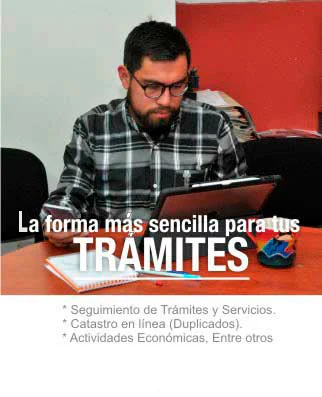 La forma más sencilla para tus
TRÁMITES
* Seguimiento de Trámites y Servicios.
* Catastro en línea (Duplicados).
* Actividades Económicas, Entre otros